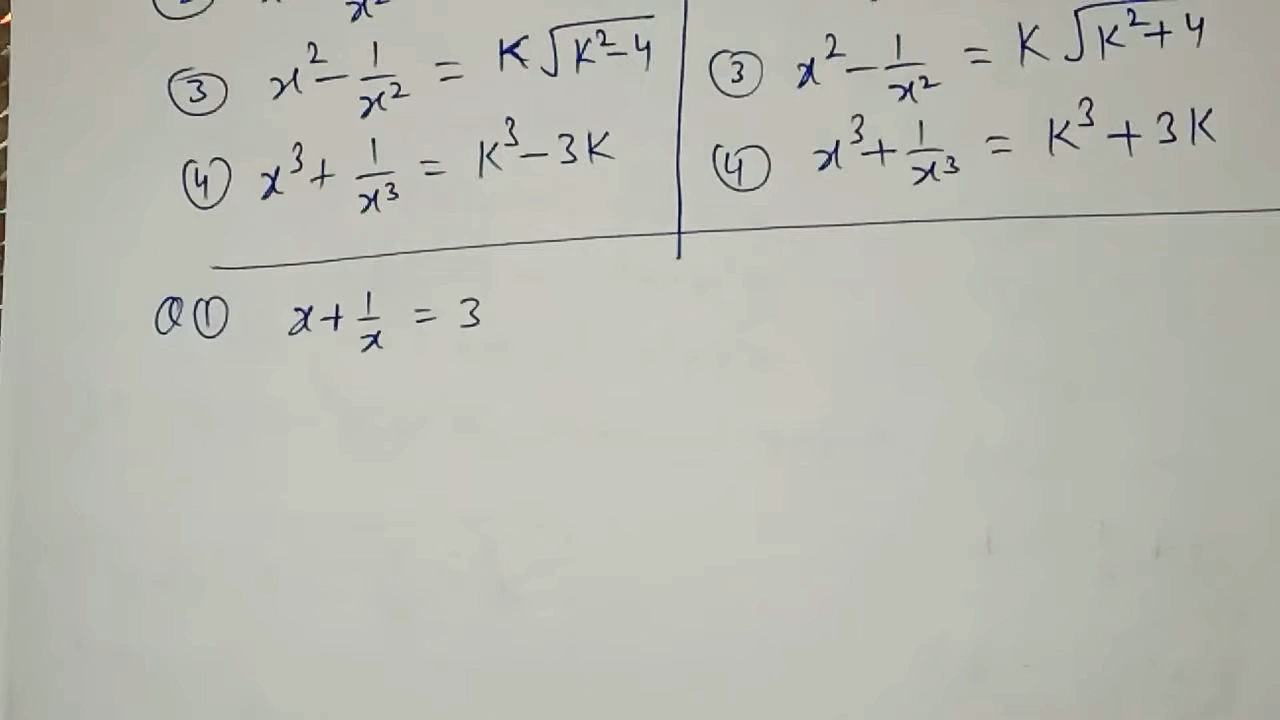 ③ x² - 1/x² = K√(K²-4)
④ x³ + 1/x³ = K³ - 3K
③ x² - 1/x² = K√(K²+4)
④ x³ + 1/x³ = K³ + 3K
Q① x + 1/x = 3